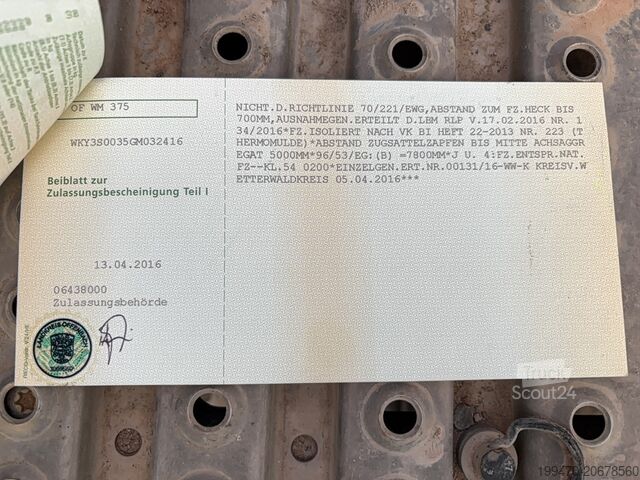 OF WM 375
WKY3S0035GM032416
Beiblatt zur
Zulassungsbescheinigung Teil I
13.04.2016
06438000
Zulassungsbehörde
LANDKREIS OFFENBACH
NICHT.D.RICHTLINIE 70/221/EWG,ABSTAND ZUM FZ.HECK BIS
700MM,AUSNAHMEGEN.ERTEILT D.LBM RLP V.17.02.2016 NR. 1
34/2016*FZ.ISOLIERT NACH VK BI HEFT 22-2013 NR. 223 (T
HERMOMULDE)*ABSTAND ZUGSATTELZAPFEN BIS MITTE ACHSAGGR
EGAT 5000MM*96/53/EG:(B) =7800MM*J U. 4:FZ.ENTSPR.NAT.
FZ--KL.54 0200*EINZELGEN.ERT.NR.00131/16-WW-K KREISV.W
ETTERWALDKREIS 05.04.2016***
Truck
Scout24
199470-20678560